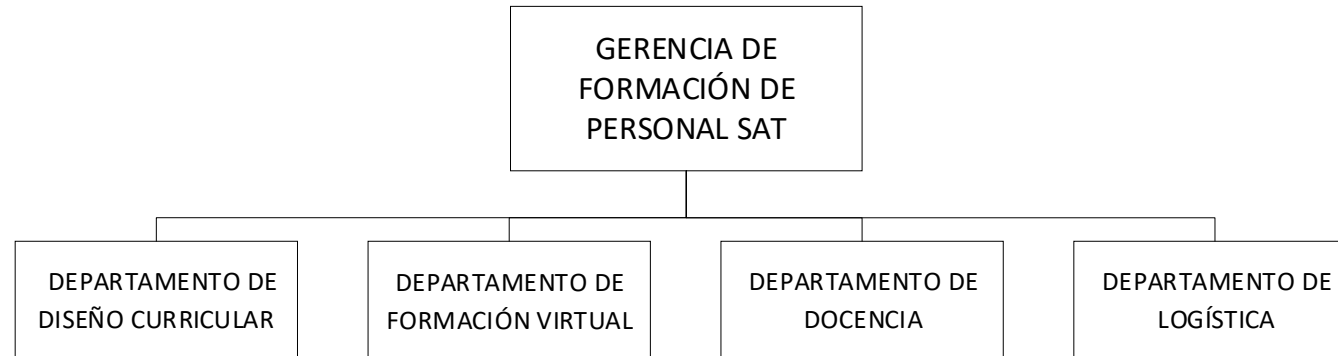 GERENCIA DE
FORMACIÓN DE
PERSONAL SAT
DEPARTAMENTO DE
DISEÑO CURRICULAR
DEPARTAMENTO DE
FORMACIÓN VIRTUAL
DEPARTAMENTO DE
DOCENCIA
DEPARTAMENTO DE
LOGÍSTICA